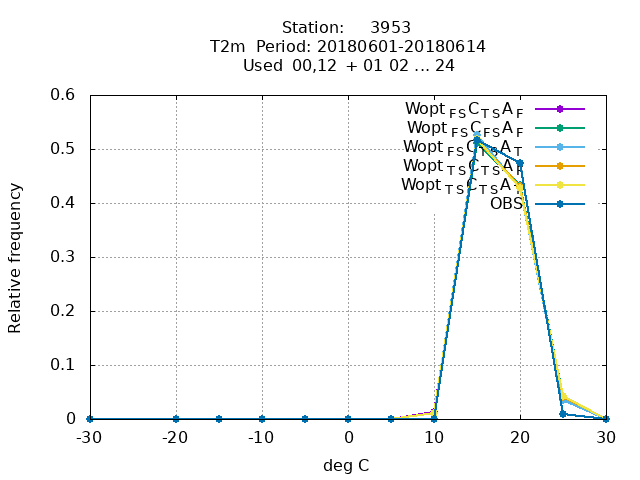 Station: 3953
T2m Period: 20180601-20180614
Used 00,12 + 01 02 ... 24
0.6
0.5
0.4
0.3
0.2
0.1
0
Relative frequency
Wopt FS C TS A F
Wopt FS C FS A F
Wopt FS C TS A T
Wopt TS C TS A F
Wopt TS C TS A T
OBS
-30 -20 -10 0 10 20 30
deg C